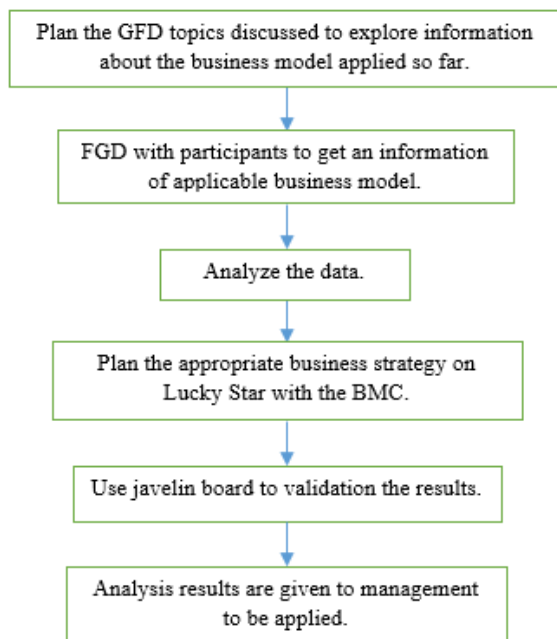 Plan the GFD topics discussed to explore information
about the business model applied so far.
FGD with participants to get an information
of applicable business model.
Analyze the data.
Plan the appropriate business strategy on
Lucky Star with the BMC.
Use javelin board to validation the results.
Analysis results are given to management
to be applied.